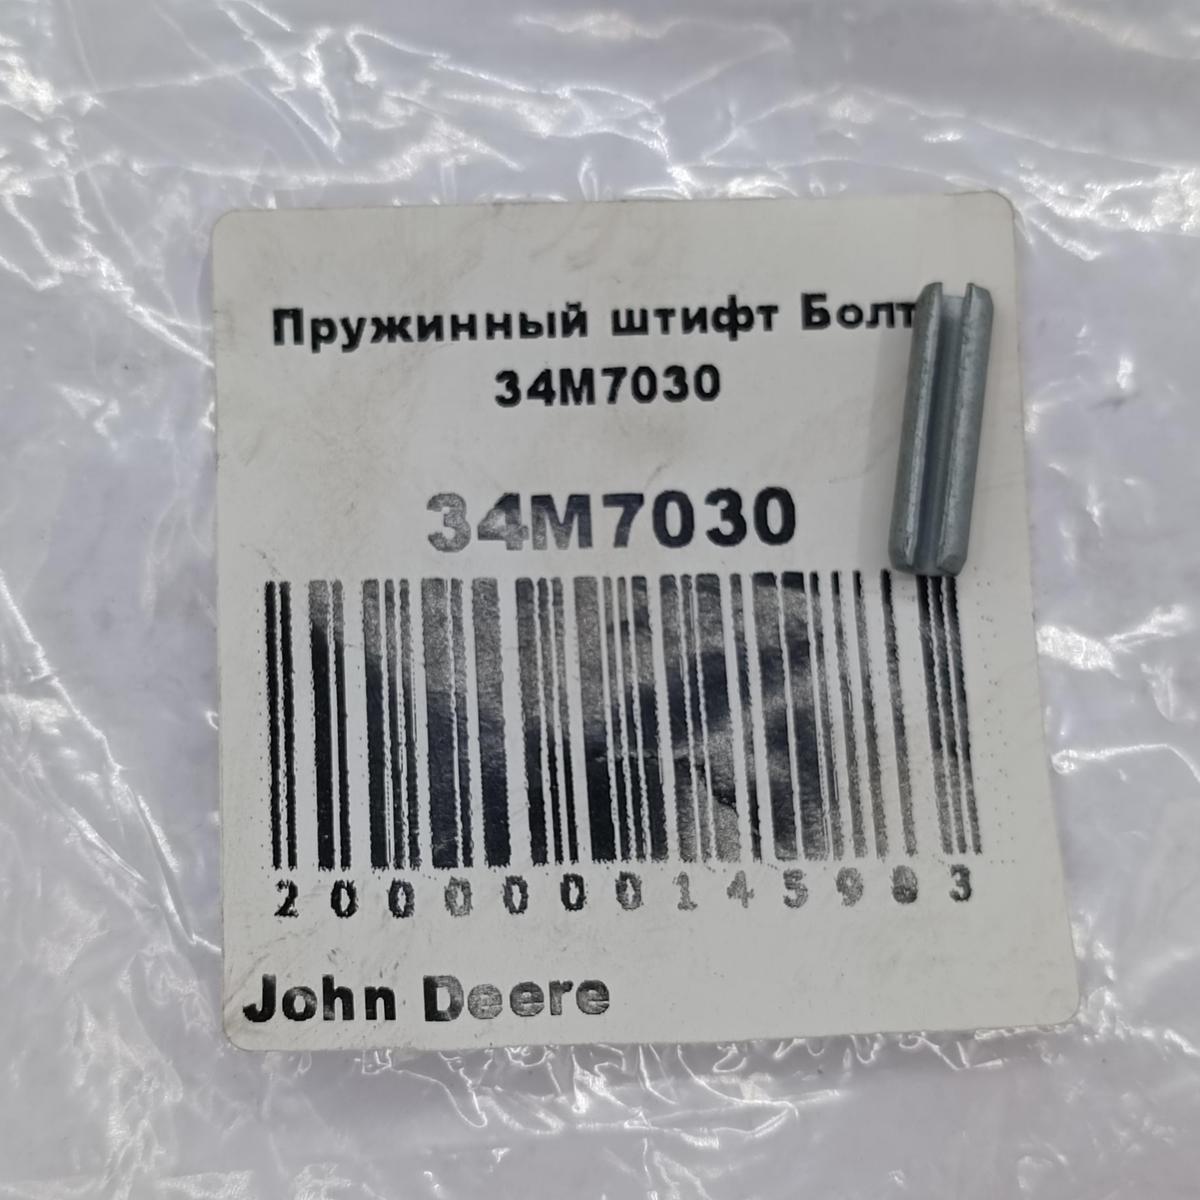 Пружинный штифт Болт
34M7030
34M7030
2000000145983
John Deere